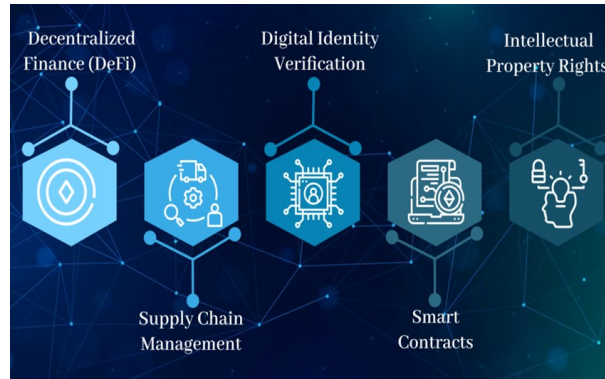 Decentralized
Finance (DeFi)
Digital Identity
Verification
Intellectual
Property Rights
Supply Chain
Management
Smart
Contracts